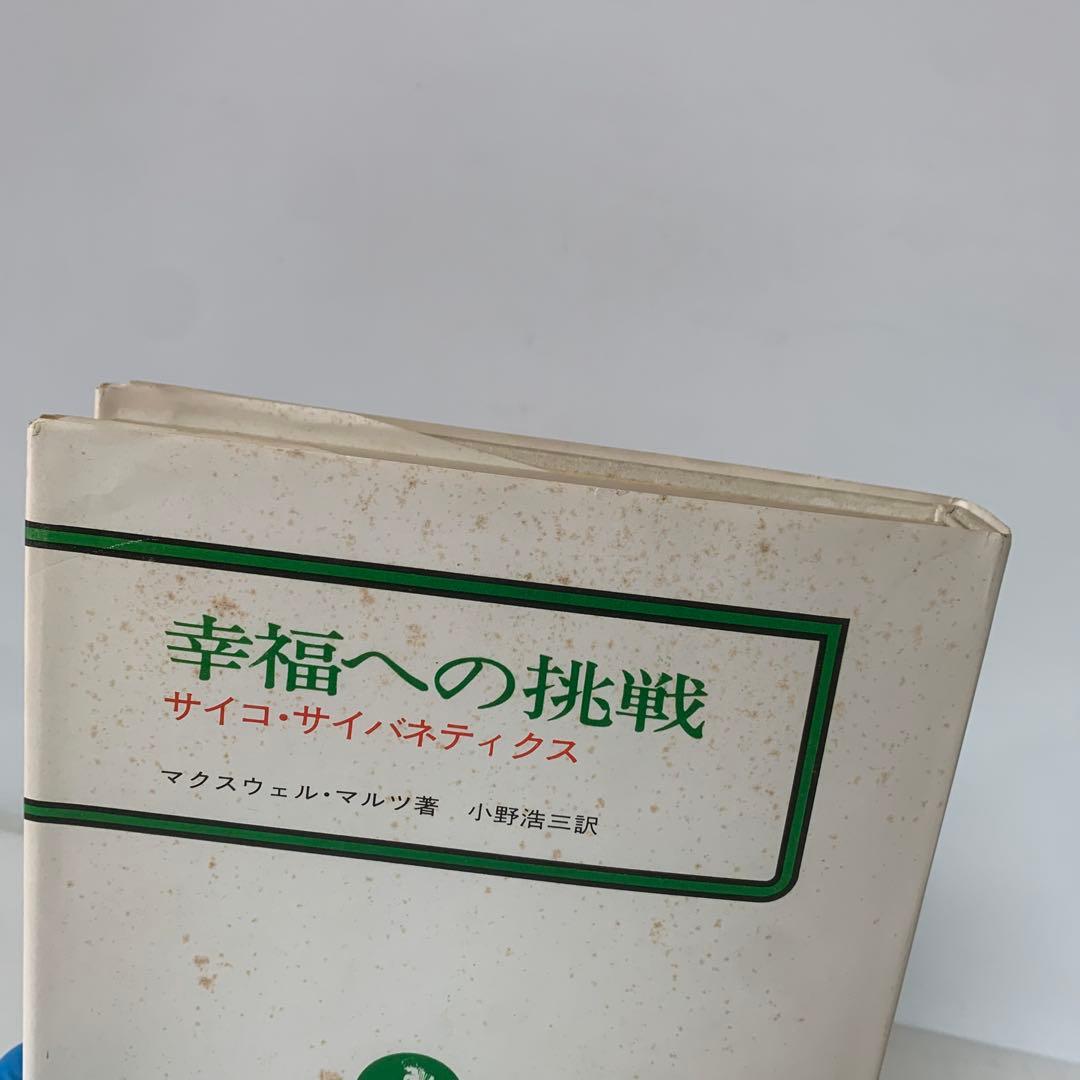 幸福への挑戦
サイコ・サイバネティクス
マクスウェル・マルツ著 小野浩三訳